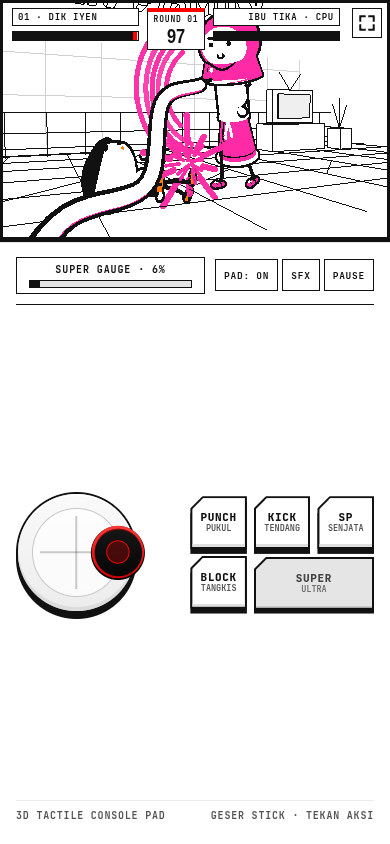 01 · DIK IYEN
ROUND 01
97
IBU TIKA · CPU
SUPER GAUGE · 6%
PAD: ON
SFX
PAUSE
PUNCH
PUKUL
KICK
TENDANG
SP
SENJATA
BLOCK
TANGKIS
SUPER
ULTRA
3D TACTILE CONSOLE PAD
GESER STICK · TEKAN AKSI